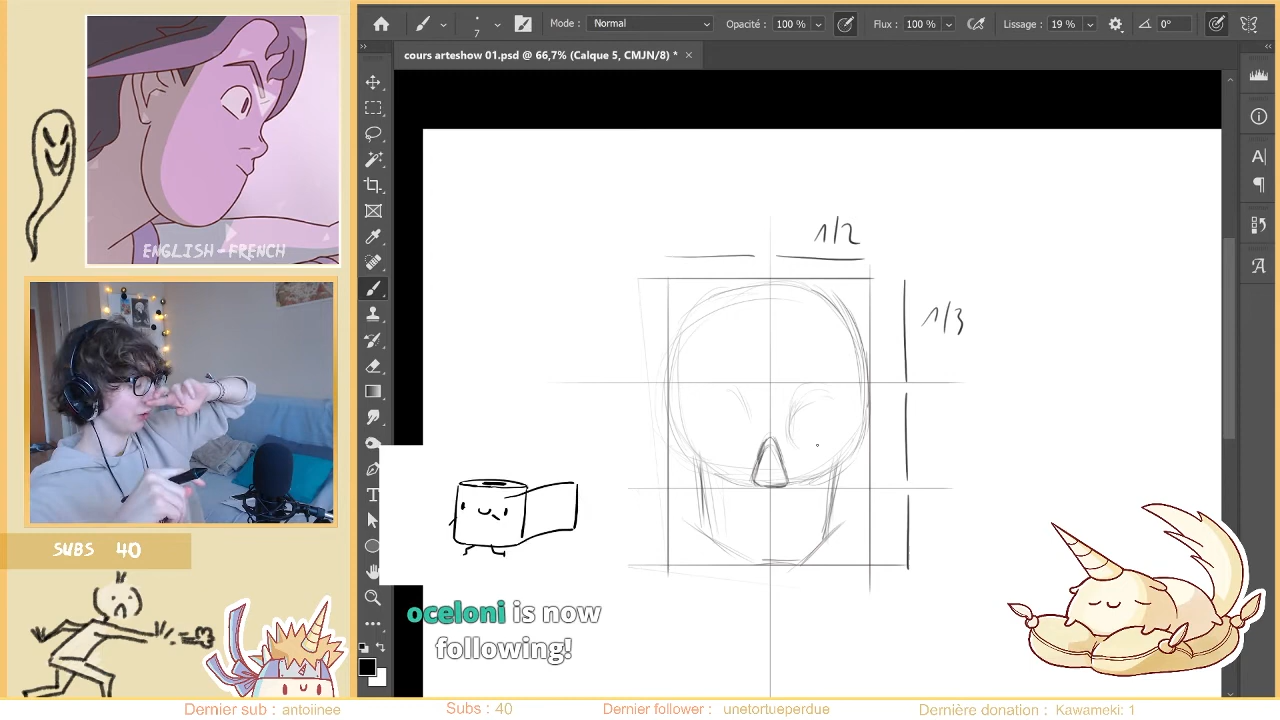 Mode : Normal Opacité : 100 % Flux : 100 % Lissage : 19 % 0°
7
cours arteshow 01.psd @ 66,7% (Calque 5, CMJN/8) * ×
1/2
1/3
ENGLISH-FRENCH
SUBS 40
oceloni is now
following!
Dernier sub : antoiinee Subs : 40 Dernier follower : unetortueperdue Dernière donation : Kawameki: 1